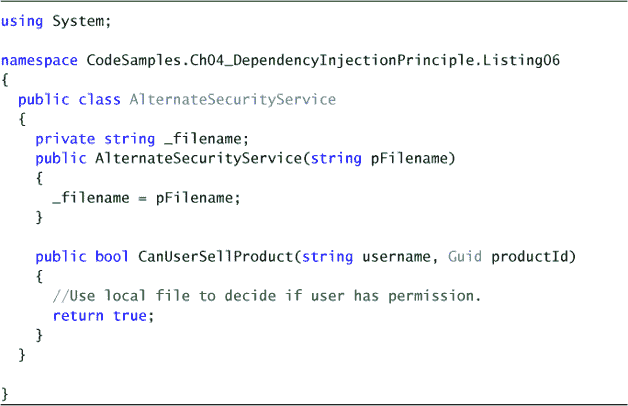 using System;
namespace CodeSamples.Ch04_DependencyInjectionPrinciple.Listing06
{
  public class AlternateSecurityService
  {
    private string _filename;
    public AlternateSecurityService(string pFilename)
    {
      _filename = pFilename;
    }
    public bool CanUserSellProduct(string username, Guid productId)
    {
      //Use local file to decide if user has permission.
      return true;
    }
  }
}